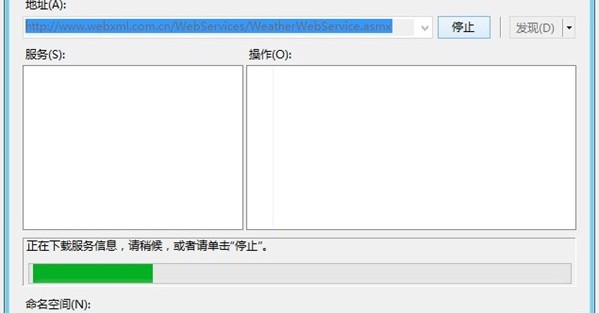 地址(A):
http://www.webxml.com.cn/WebServices/WeatherWebService.asmx 停止 发现(D)
服务(S): 操作(O):
正在下载服务信息，请稍候，或者请单击“停止”。
命名空间(N):